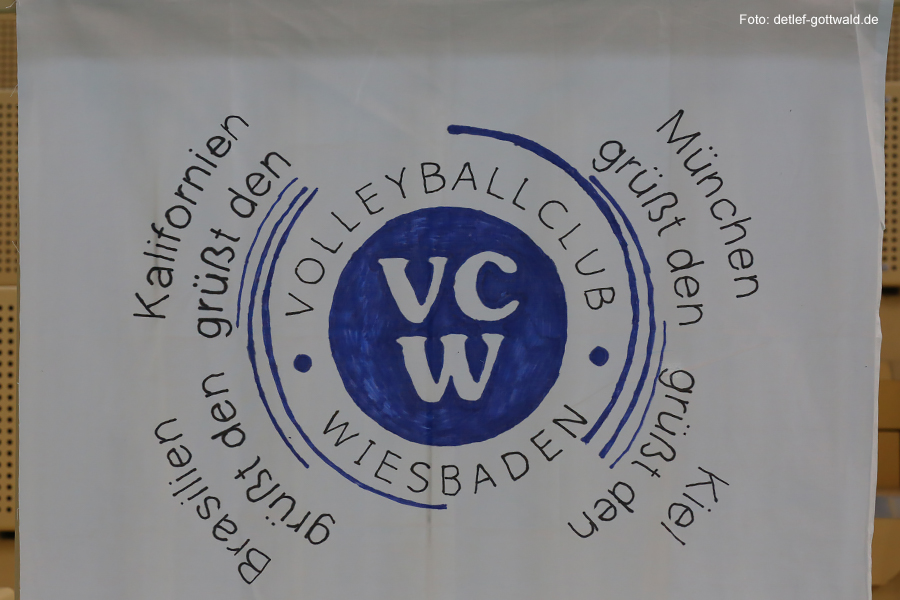 Foto: detlef-gottwald.de
Kalifornien
grüßt den
München
grüßt den
VOLLEYBALLCLUB
VC
W
WIESBADEN
Brasilien
grüßt den
Kiel
grüßt den